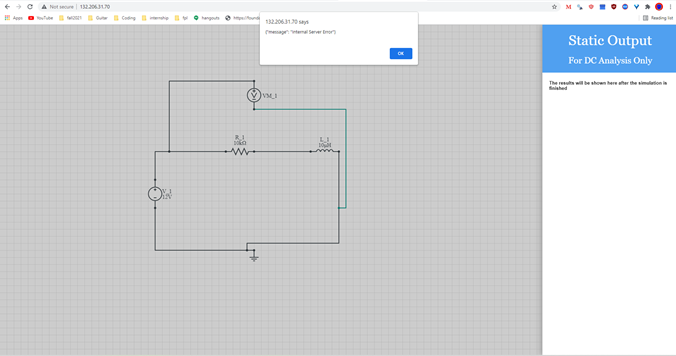 Not secure | 132.206.31.70
Apps YouTube fall2021 Guitar Coding internship fpl hangouts https://founda Reading list
132.206.31.70 says
{"message": "Internal Server Error"}
OK
Static Output
For DC Analysis Only
The results will be shown here after the simulation is
finished
VM_1
R_1
10kΩ
L_1
10μH
V_1
12V